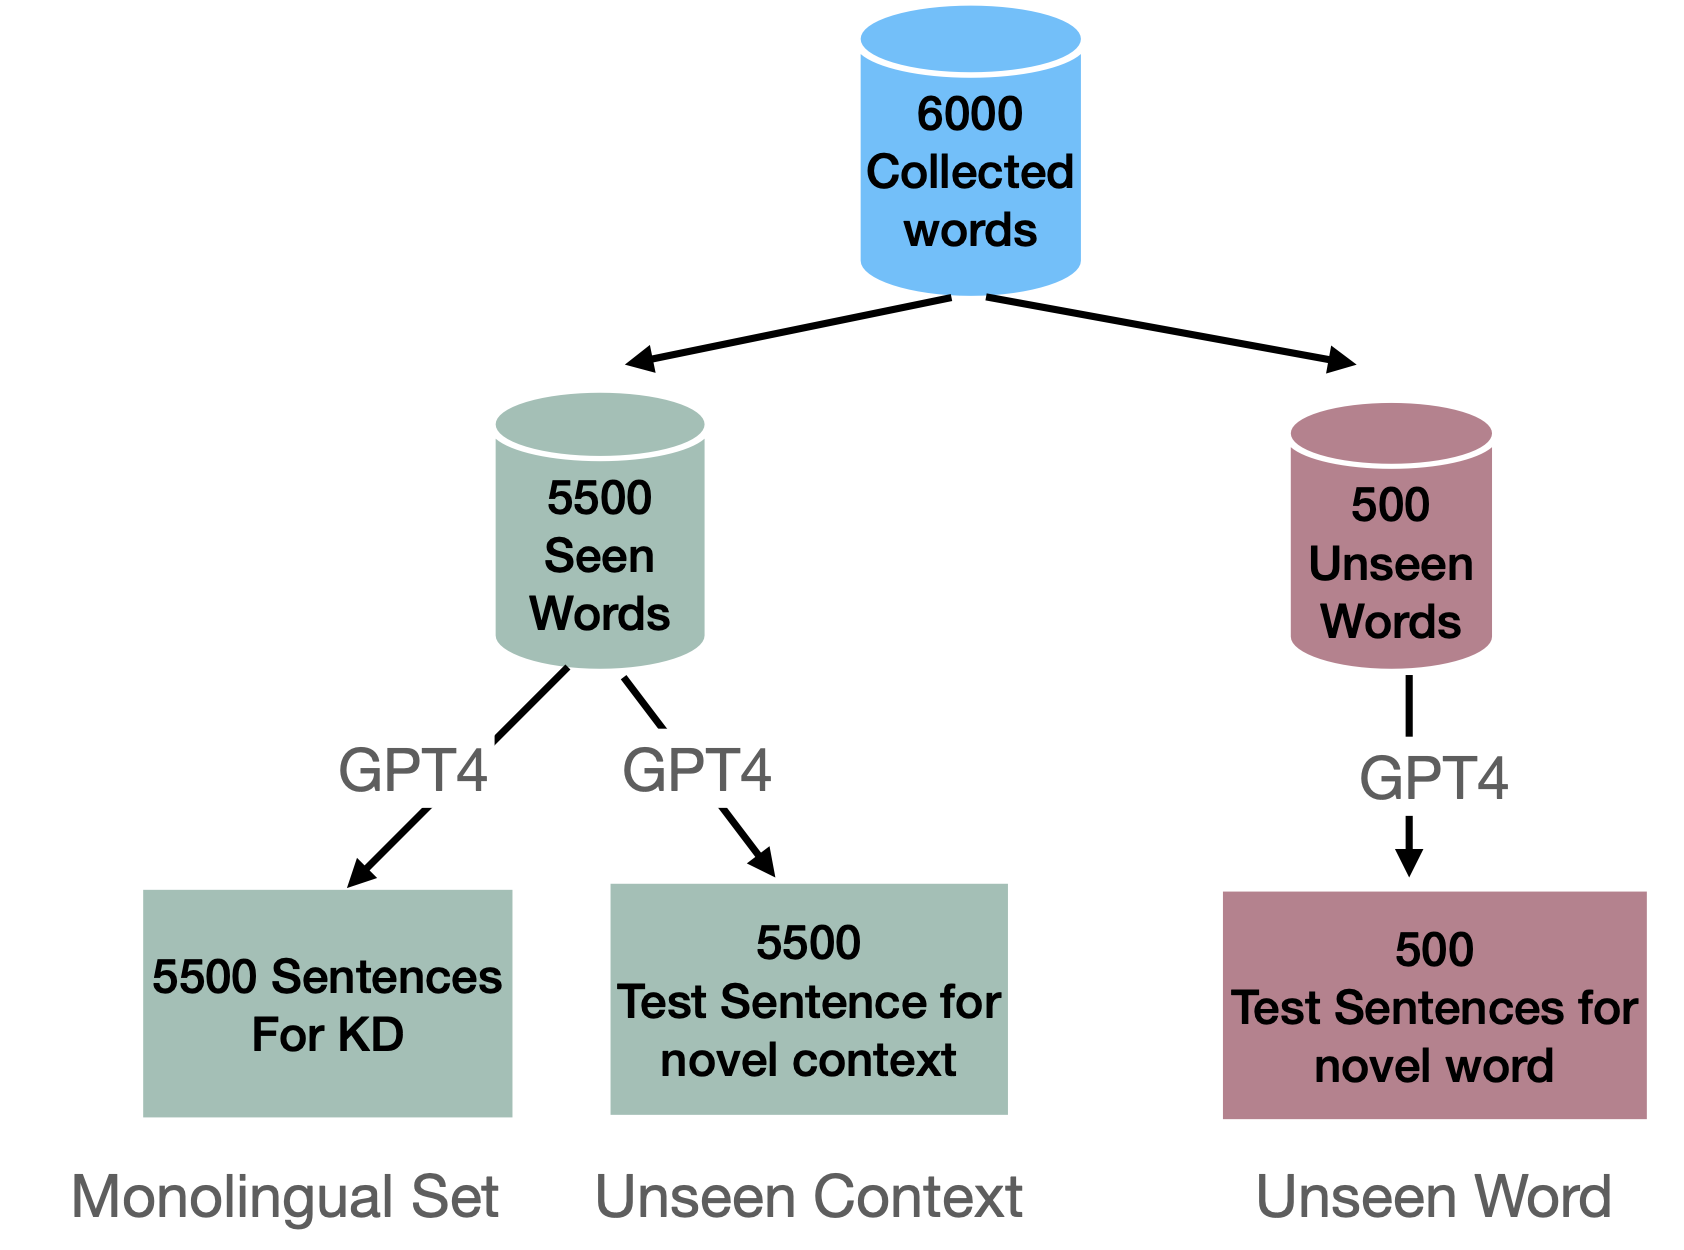 6000
Collected
words
5500
Seen
Words
500
Unseen
Words
GPT4
GPT4
GPT4
5500 Sentences
For KD
5500
Test Sentence for
novel context
500
Test Sentences for
novel word
Monolingual Set
Unseen Context
Unseen Word